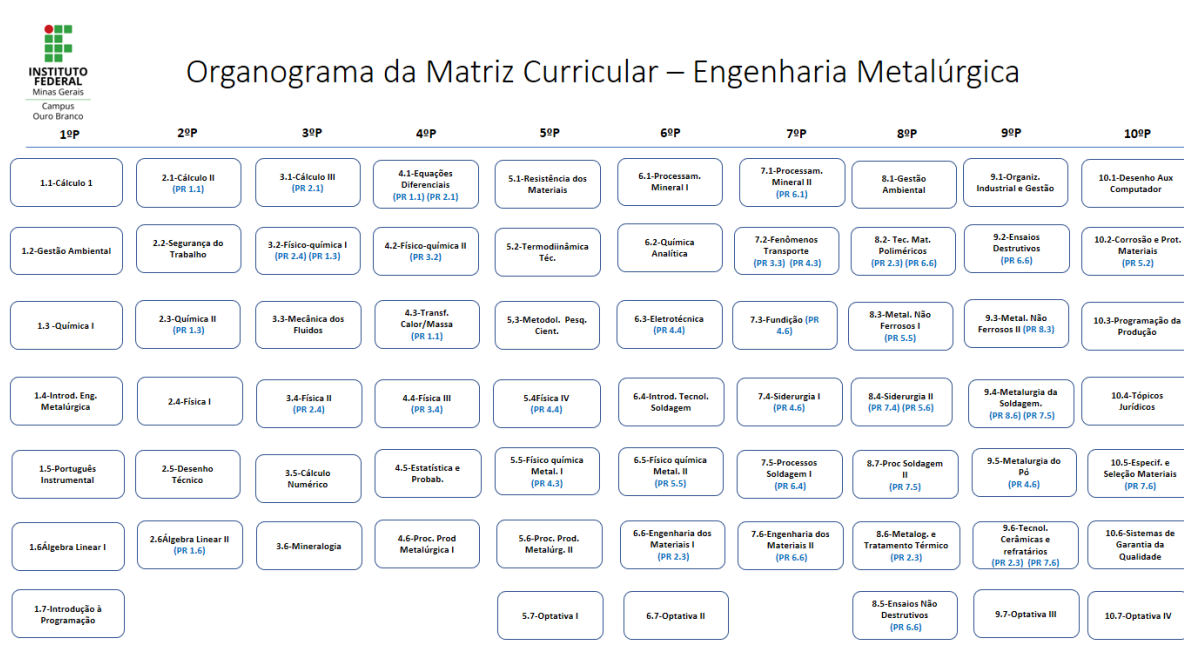 INSTITUTO
FEDERAL
Minas Gerais
Campus
Ouro Branco
Organograma da Matriz Curricular – Engenharia Metalúrgica
1ºP 2ºP 3ºP 4ºP 5ºP 6ºP 7ºP 8ºP 9ºP 10ºP
1.1-Cálculo 1
2.1-Cálculo II
(PR 1.1)
3.1-Cálculo III
(PR 2.1)
4.1-Equações
Diferenciais
(PR 1.1) (PR 2.1)
5.1-Resistência dos
Materiais
6.1-Processam.
Mineral I
7.1-Processam.
Mineral II
(PR 6.1)
8.1-Gestão
Ambiental
9.1-Organiz.
Industrial e Gestão
10.1-Desenho Aux
Computador
1.2-Gestão Ambiental
2.2-Segurança do
Trabalho
3.2-Físico-química I
(PR 2.4) (PR 1.3)
4.2-Físico-química II
(PR 3.2)
5.2-Termodiinâmica
Téc.
6.2-Química
Analítica
7.2-Fenômenos
Transporte
(PR 3.3) (PR 4.3)
8.2- Tec. Mat.
Poliméricos
(PR 2.3) (PR 6.6)
9.2-Ensaios
Destrutivos
(PR 6.6)
10.2-Corrosão e Prot.
Materiais
(PR 5.2)
1.3 -Química I
2.3-Química II
(PR 1.3)
3.3-Mecânica dos
Fluidos
4.3-Transf.
Calor/Massa
(PR 1.1)
5,3-Metodol. Pesq.
Cient.
6.3-Eletrotécnica
(PR 4.4)
7.3-Fundição (PR
4.6)
8.3-Metal. Não
Ferrosos I
(PR 5.5)
9.3-Metal. Não
Ferrosos II (PR 8.3)
10.3-Programação da
Produção
1.4-Introd. Eng.
Metalúrgica
2.4-Física I
3.4-Física II
(PR 2.4)
4.4-Física III
(PR 3.4)
5.4Física IV
(PR 4.4)
6.4-Introd. Tecnol.
Soldagem
7.4-Siderurgia I
(PR 4.6)
8.4-Siderurgia II
(PR 7.4) (PR 5.6)
9.4-Metalurgia da
Soldagem.
(PR 8.6) (PR 7.5)
10.4-Tópicos
Jurídicos
1.5-Português
Instrumental
2.5-Desenho
Técnico
3.5-Cálculo
Numérico
4.5-Estatística e
Probab.
5.5-Físico química
Metal. I
(PR 4.3)
6.5-Físico química
Metal. II
(PR 5.5)
7.5-Processos
Soldagem I
(PR 6.4)
8.7-Proc Soldagem
II
(PR 7.5)
9.5-Metalurgia do
Pó
(PR 4.6)
10.5-Especif. e
Seleção Materiais
(PR 7.6)
1.6Álgebra Linear I
2.6Álgebra Linear II
(PR 1.6)
3.6-Mineralogia
4.6-Proc. Prod
Metalúrgica I
5.6-Proc. Prod.
Metalúrg. II
6.6-Engenharia dos
Materiais I
(PR 2.3)
7.6-Engenharia dos
Materiais II
(PR 6.6)
8.6-Metalog. e
Tratamento Térmico
(PR 2.3)
9.6-Tecnol.
Cerâmicas e
refratários
(PR 2.3) (PR 7.6)
10.6-Sistemas de
Garantia da
Qualidade
1.7-Introdução à
Programação
5.7-Optativa I
6.7-Optativa II
8.5-Ensaios Não
Destrutivos
(PR 6.6)
9.7-Optativa III
10.7-Optativa IV